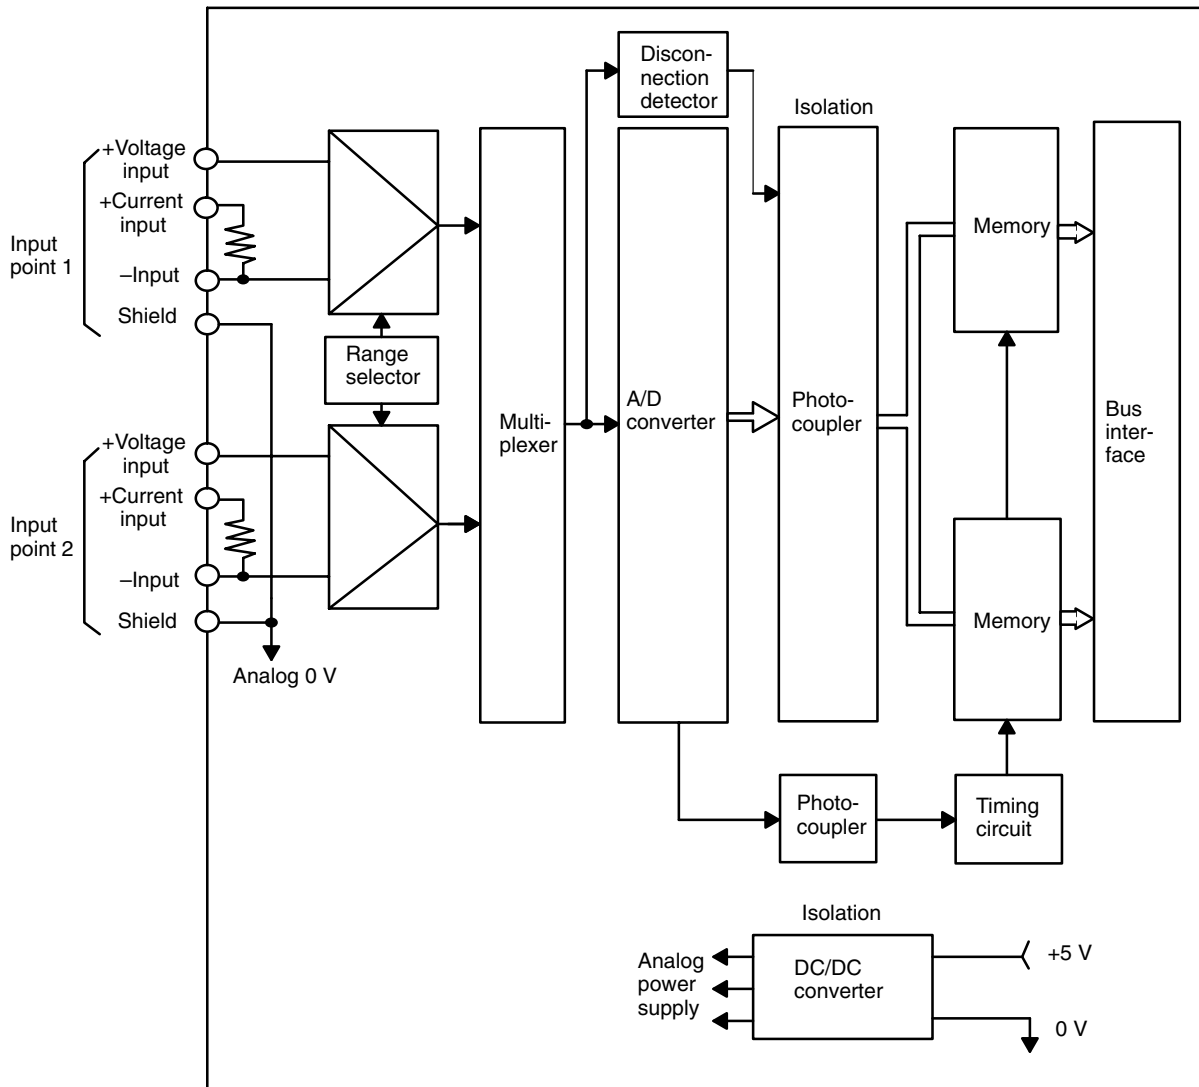 Discon-
nection
detector
Isolation
+Voltage
input
+Current
input
Input
point 1
–Input
Shield
Memory
Range
selector
Multi-
plexer
A/D
converter
Photo-
coupler
Bus
inter-
face
+Voltage
input
+Current
input
Input
point 2
–Input
Shield
Memory
Analog 0 V
Photo-
coupler
Timing
circuit
Isolation
Analog
power
supply
DC/DC
converter
+5 V
0 V